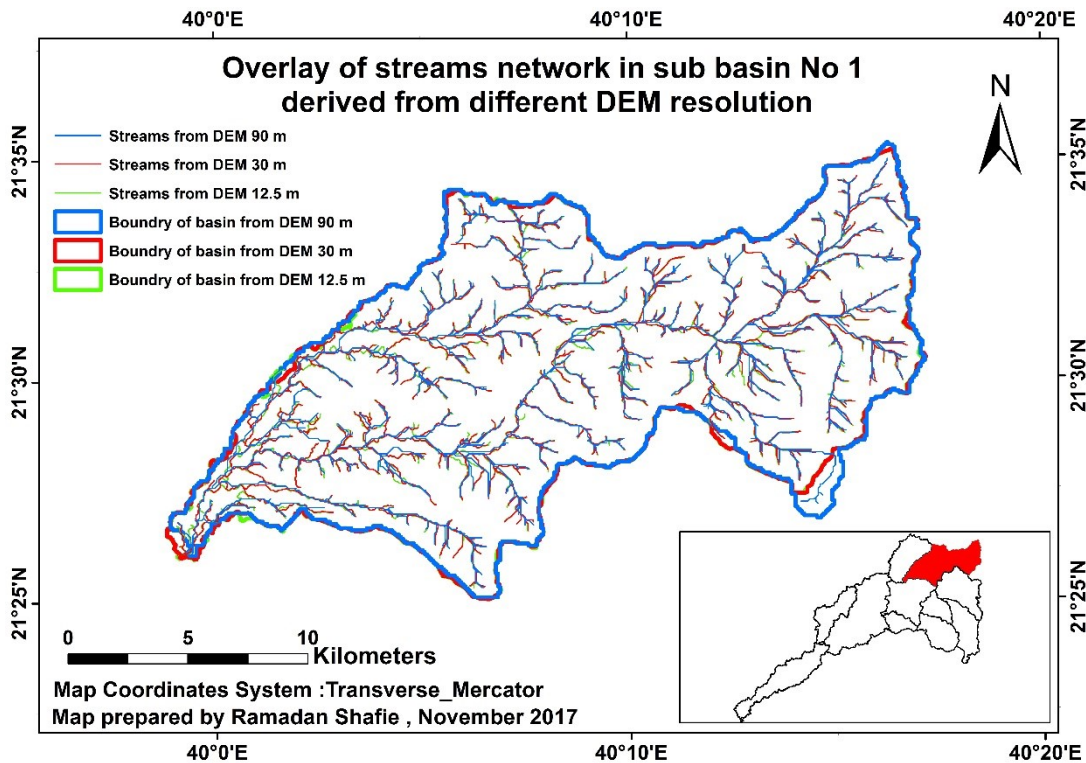 40°0'E 40°10'E 40°20'E
Overlay of streams network in sub basin No 1
derived from different DEM resolution
N
Streams from DEM 90 m
Streams from DEM 30 m
Streams from DEM 12.5 m
Boundry of basin from DEM 90 m
Boundry of basin from DEM 30 m
Boundry of basin from DEM 12.5 m
21°35'N 21°35'N
21°30'N 21°30'N
21°25'N 21°25'N
0 5 10
Kilometers
Map Coordinates System :Transverse_Mercator
Map prepared by Ramadan Shafie , November 2017
40°0'E 40°10'E 40°20'E